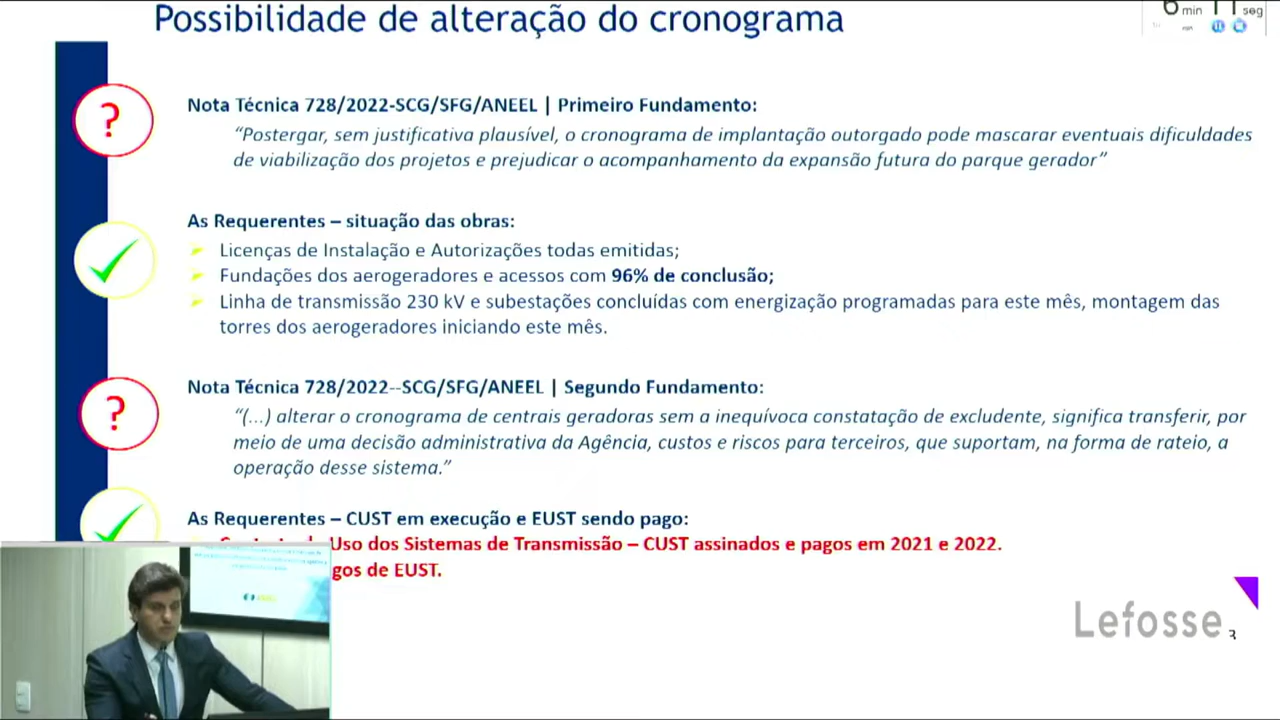 Possibilidade de alteração do cronograma
6 min 11 seg
?
Nota Técnica 728/2022-SCG/SFG/ANEEL | Primeiro Fundamento:
“Postergar, sem justificativa plausível, o cronograma de implantação outorgado pode mascarar eventuais dificuldades
de viabilização dos projetos e prejudicar o acompanhamento da expansão futura do parque gerador”
As Requerentes – situação das obras:
Licenças de Instalação e Autorizações todas emitidas;
Fundações dos aerogeradores e acessos com 96% de conclusão;
Linha de transmissão 230 kV e subestações concluídas com energização programadas para este mês, montagem das
torres dos aerogeradores iniciando este mês.
?
Nota Técnica 728/2022--SCG/SFG/ANEEL | Segundo Fundamento:
“(...) alterar o cronograma de centrais geradoras sem a inequívoca constatação de excludente, significa transferir, por
meio de uma decisão administrativa da Agência, custos e riscos para terceiros, que suportam, na forma de rateio, a
operação desse sistema.”
As Requerentes – CUST em execução e EUST sendo pago:
Uso dos Sistemas de Transmissão – CUST assinados e pagos em 2021 e 2022.
gos de EUST.
Lefosse 3